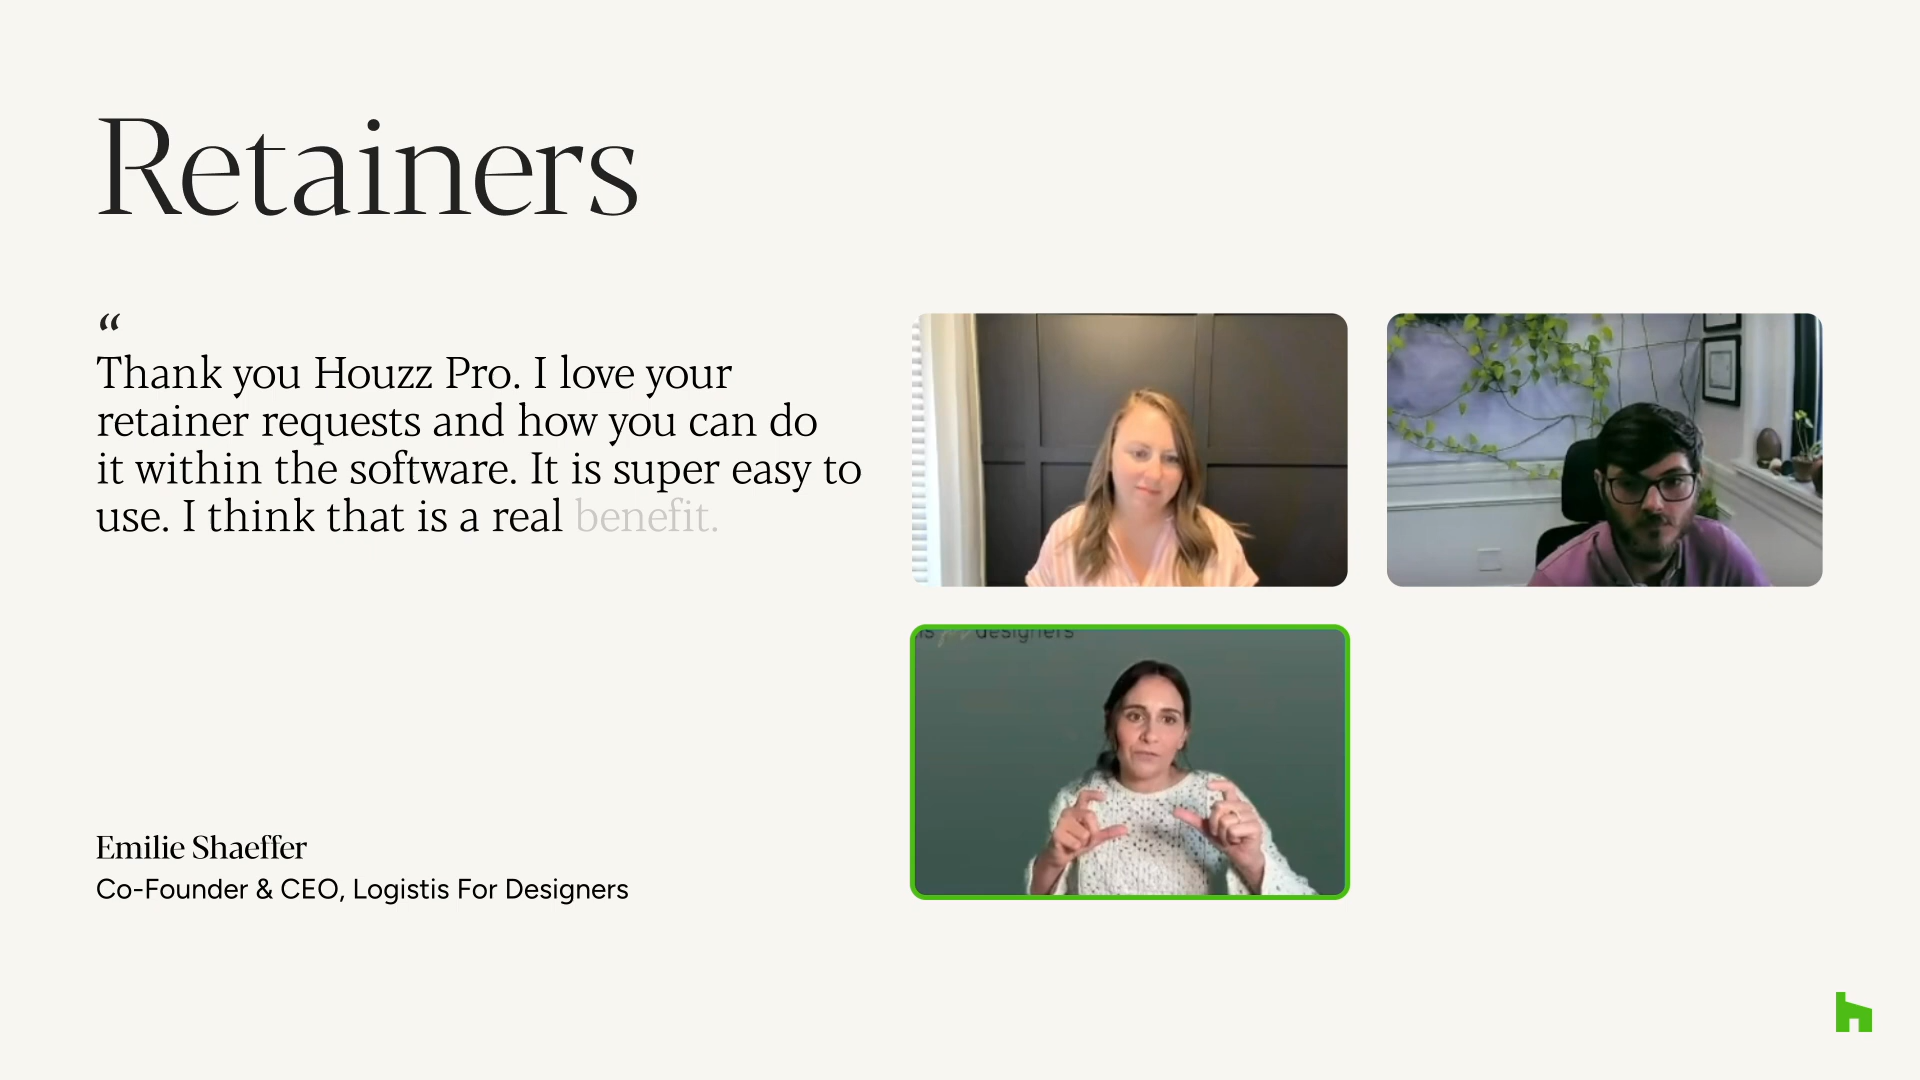 Retainers
“
Thank you Houzz Pro. I love your
retainer requests and how you can do
it within the software. It is super easy to
use. I think that is a real benefit.
designers
Emilie Shaeffer
Co-Founder & CEO, Logistis For Designers